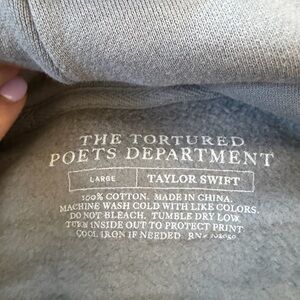 THE TORTURED
POETS DEPARTMENT
LARGE TAYLOR SWIFT
100% COTTON. MADE IN CHINA.
MACHINE WASH COLD WITH LIKE COLORS.
DO NOT BLEACH. TUMBLE DRY LOW.
TURN INSIDE OUT TO PROTECT PRINT
COOL IRON IF NEEDED. RN#